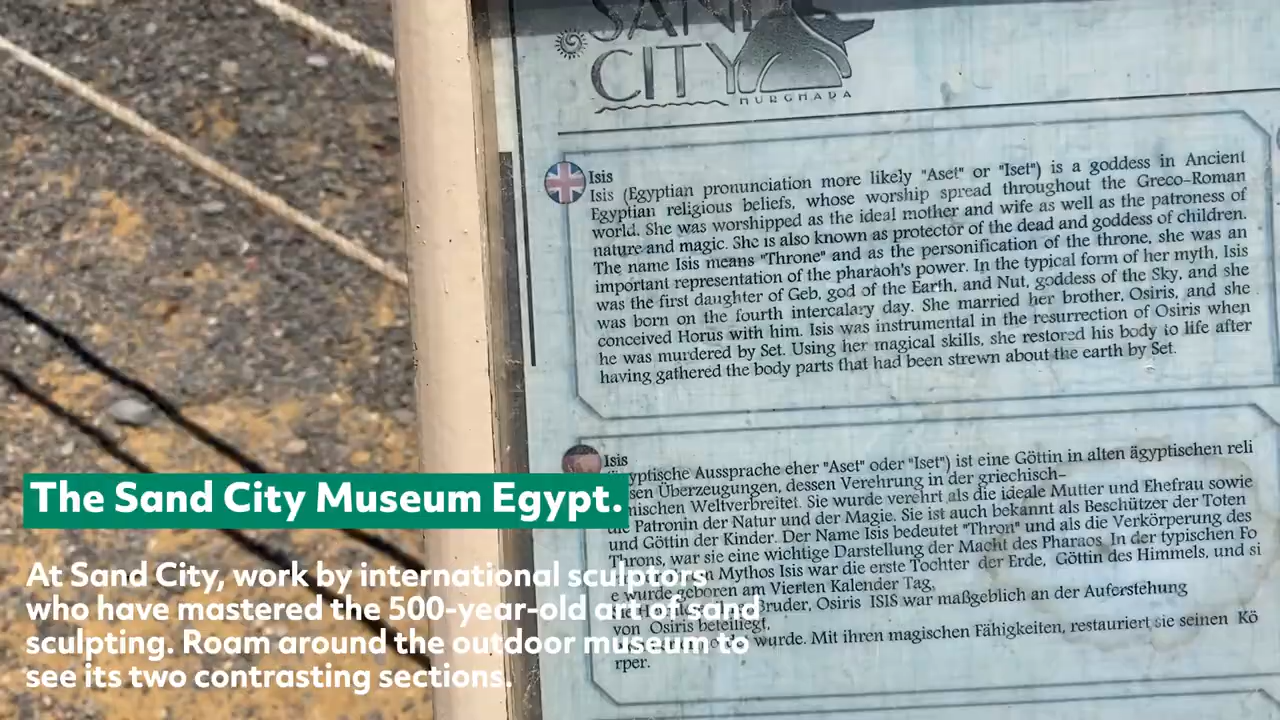 SAND
CITY
HURGHADA
Isis
Isis (Egyptian pronunciation more likely "Aset" or "Iset") is a goddess in Ancient
Egyptian religious beliefs, whose worship spread throughout the Greco-Roman
world. She was worshipped as the ideal mother and wife as well as the patroness of
nature and magic. She is also known as protector of the dead and goddess of children.
The name Isis means "Throne" and as the personification of the throne, she was an
important representation of the pharaoh's power. In the typical form of her myth, Isis
was the first daughter of Geb, god of the Earth, and Nut, goddess of the Sky, and she
was born on the fourth intercalary day. She married her brother, Osiris, and she
conceived Horus with him. Isis was instrumental in the resurrection of Osiris when
he was murdered by Set. Using her magical skills, she restored his body to life after
having gathered the body parts that had been strewn about the earth by Set.
Isis
Aussprache eher "Aset" oder "Iset") ist eine Göttin in alten ägyptischen reli
sen Überzeugungen, dessen Verehrung in der griechisch-
nischen Weltverbreitet. Sie wurde verehrt als die ideale Mutter und Ehefrau sowie
die Patronin der Natur und der Magie. Sie ist auch bekannt als Beschützer der Toten
und Göttin der Kinder. Der Name Isis bedeutet "Thron" und als die Verkörperung des
Throns, war sie eine wichtige Darstellung der Macht des Pharaos. In der typischen Fo
n Mythos Isis war die erste Tochter der Erde, Göttin des Himmels, und si
e wurde geboren am Vierten Kalender Tag,
ruder, Osiris ISIS war maßgeblich an der Auferstehung
von Osiris beteiliegt,
wurde. Mit ihren magischen Fähigkeiten, restauriert sie seinen Kö
rper.
The Sand City Museum Egypt.
At Sand City, work by international sculptors
who have mastered the 500-year-old art of sand
sculpting. Roam around the outdoor museum to
see its two contrasting sections.